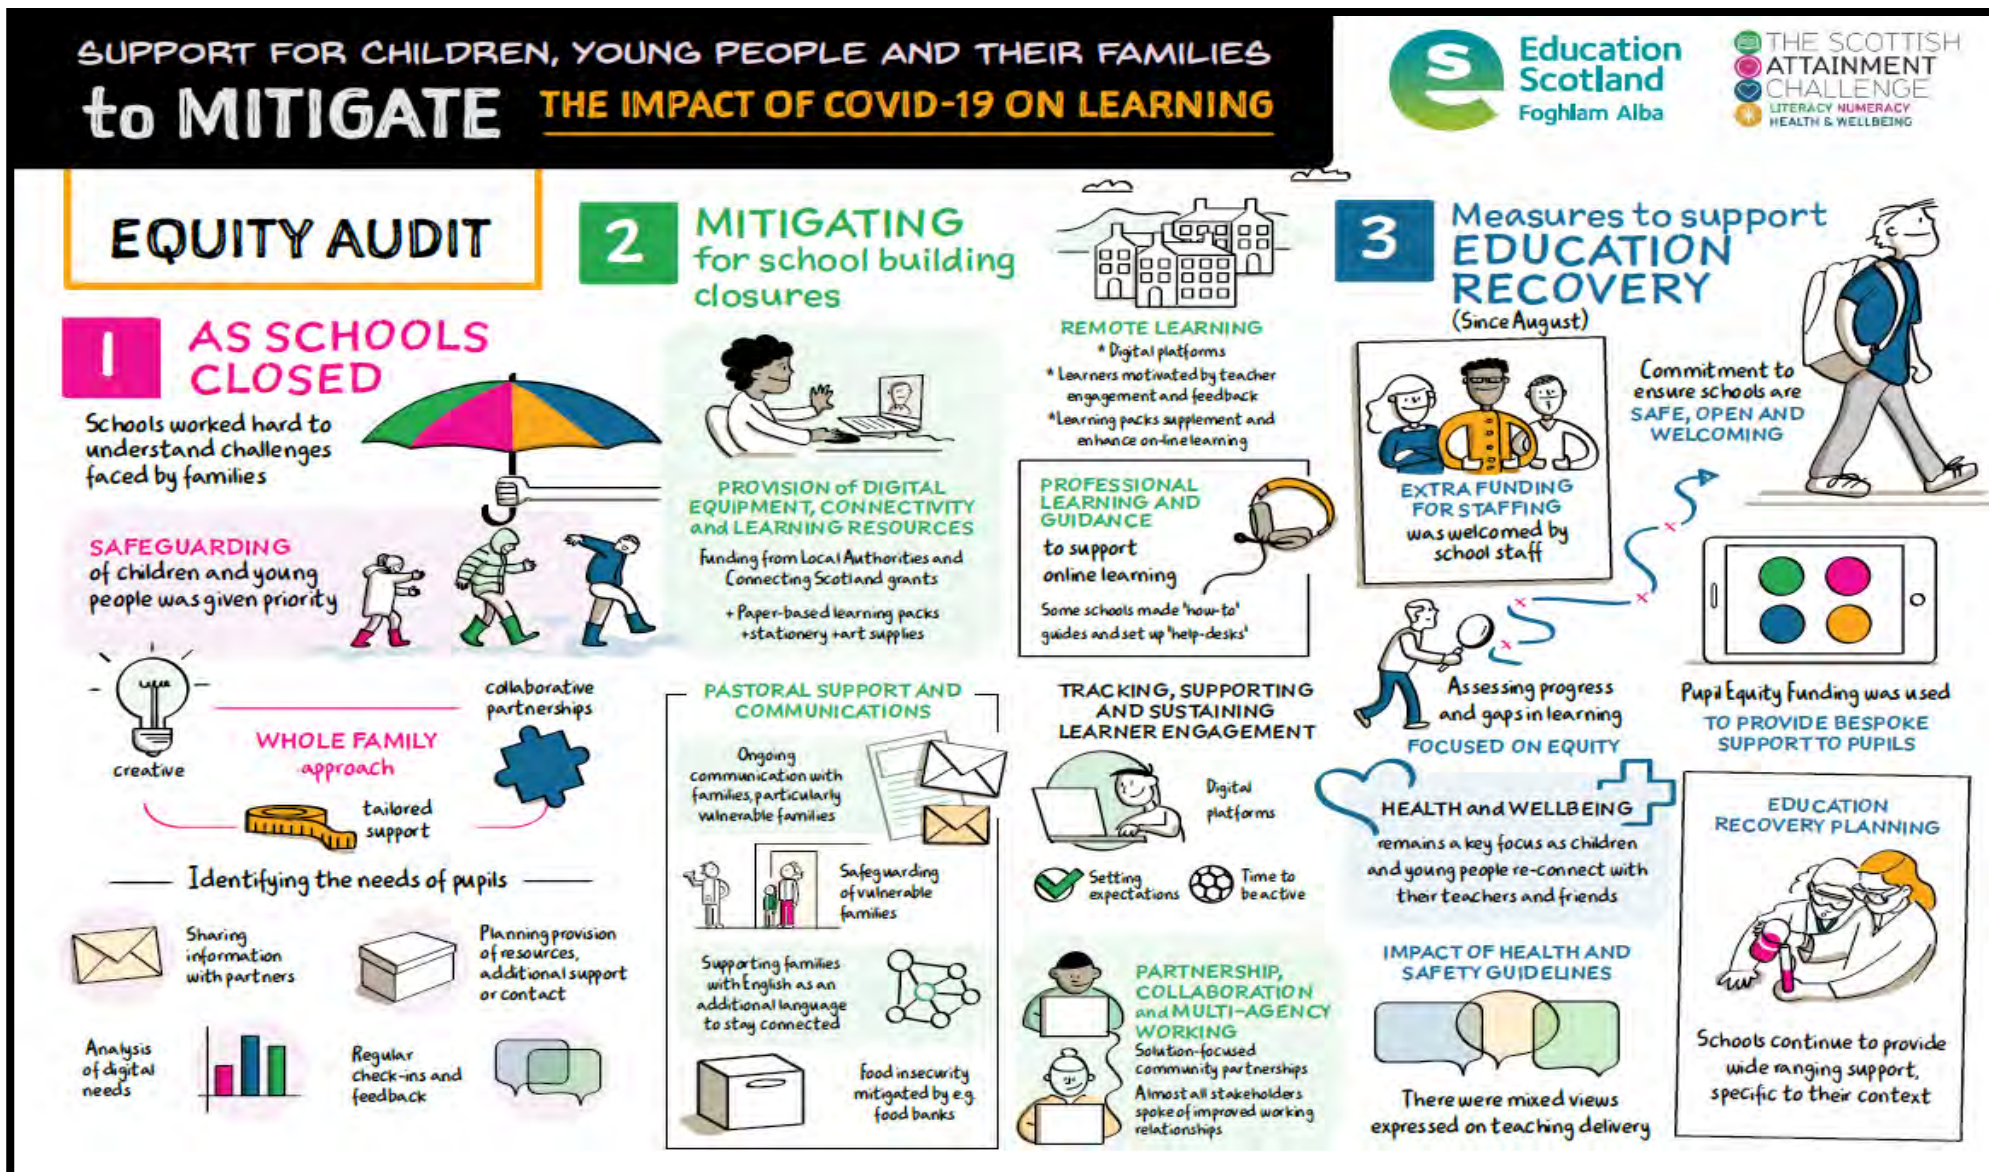 SUPPORT FOR CHILDREN, YOUNG PEOPLE AND THEIR FAMILIES
to MITIGATE THE IMPACT OF COVID-19 ON LEARNING
Education
Scotland
Foghlam Alba
THE SCOTTISH
ATTAINMENT
CHALLENGE
LITERACY NUMERACY
HEALTH & WELLBEING
EQUITY AUDIT
1 AS SCHOOLS
CLOSED
Schools worked hard to
understand challenges
faced by families
SAFEGUARDING
of children and young
people was given priority
creative
WHOLE FAMILY
approach
collaborative
partnerships
tailored
support
Identifying the needs of pupils
Sharing
information
with partners
Planning provision
of resources,
additional support
or contact
Analysis
of digital
needs
Regular
check-ins and
feedback
2 MITIGATING
for school building
closures
PROVISION of DIGITAL
EQUIPMENT, CONNECTIVITY
and LEARNING RESOURCES
Funding from Local Authorities and
Connecting Scotland grants
+ Paper-based learning packs
+stationery +art supplies
REMOTE LEARNING
* Digital platforms
* Learners motivated by teacher
engagement and feedback
*Learning packs supplement and
enhance on-line learning
PROFESSIONAL
LEARNING AND
GUIDANCE
to support
online learning
Some schools made 'how-to'
guides and set up 'help-desks'
PASTORAL SUPPORT AND
COMMUNICATIONS
Ongoing
communication with
families, particularly
vulnerable families
Safeguarding
of vulnerable
families
Supporting families
with English as an
additional language
to stay connected
food insecurity
mitigated by e.g.
food banks
TRACKING, SUPPORTING
AND SUSTAINING
LEARNER ENGAGEMENT
Digital
platforms
Setting
expectations
Time to
be active
PARTNERSHIP,
COLLABORATION
and MULTI-AGENCY
WORKING
Solution-focused
community partnerships
Almost all stakeholders
spoke of improved working
relationships
3 Measures to support
EDUCATION
RECOVERY
(Since August)
EXTRA FUNDING
FOR STAFFING
was welcomed by
school staff
Commitment to
ensure schools are
SAFE, OPEN AND
WELCOMING
Assessing progress
and gaps in learning
FOCUSED ON EQUITY
Pupil Equity Funding was used
TO PROVIDE BESPOKE
SUPPORT TO PUPILS
HEALTH and WELLBEING
remains a key focus as children
and young people re-connect with
their teachers and friends
IMPACT OF HEALTH AND
SAFETY GUIDELINES
There were mixed views
expressed on teaching delivery
EDUCATION
RECOVERY PLANNING
Schools continue to provide
wide ranging support,
specific to their context